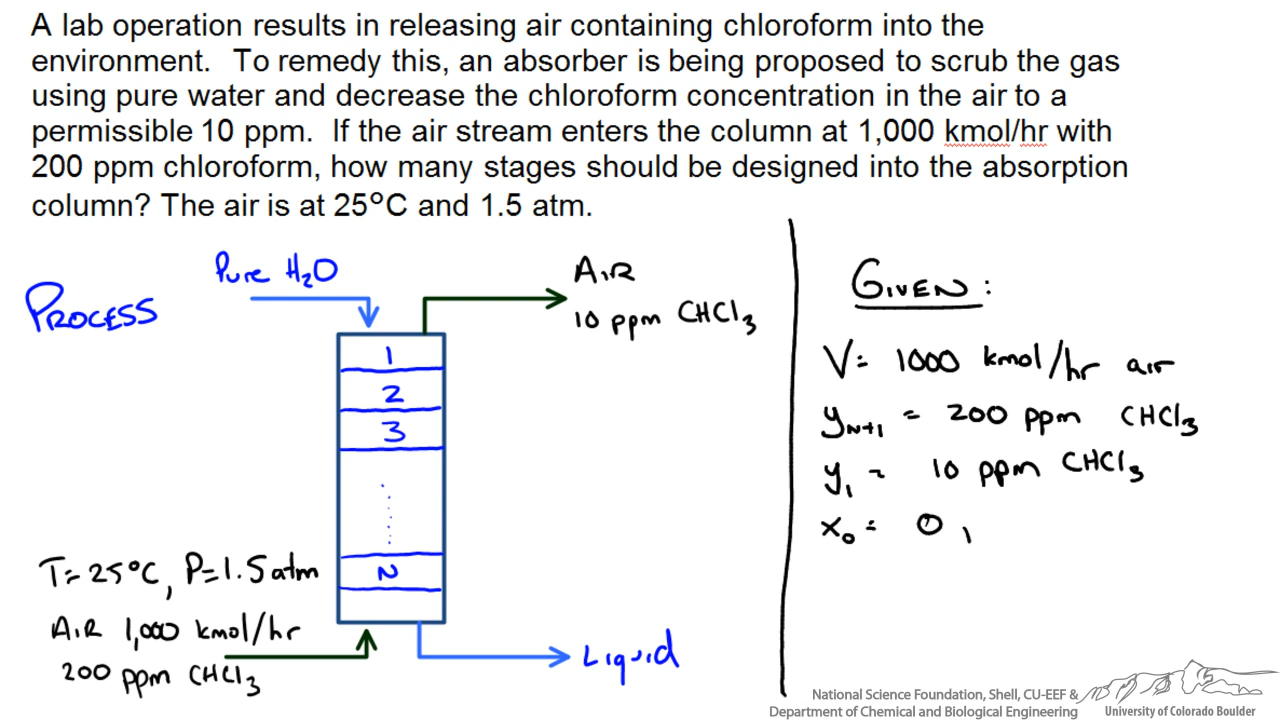 A lab operation results in releasing air containing chloroform into the
environment. To remedy this, an absorber is being proposed to scrub the gas
using pure water and decrease the chloroform concentration in the air to a
permissible 10 ppm. If the air stream enters the column at 1,000 kmol/hr with
200 ppm chloroform, how many stages should be designed into the absorption
column? The air is at 25°C and 1.5 atm.
PROCESS
Pure H₂O
AIR
10 ppm CHCl₃
1
2
3
N
T=25°C, P=1.5atm
AIR 1,000 kmol/hr
200 ppm CHCl₃
Liquid
GIVEN:
V= 1000 kmol/hr air
yₙ₊₁ = 200 ppm CHCl₃
y₁ = 10 ppm CHCl₃
x₀ = 0,
National Science Foundation, Shell, CU-EEF &
Department of Chemical and Biological Engineering
University of Colorado Boulder